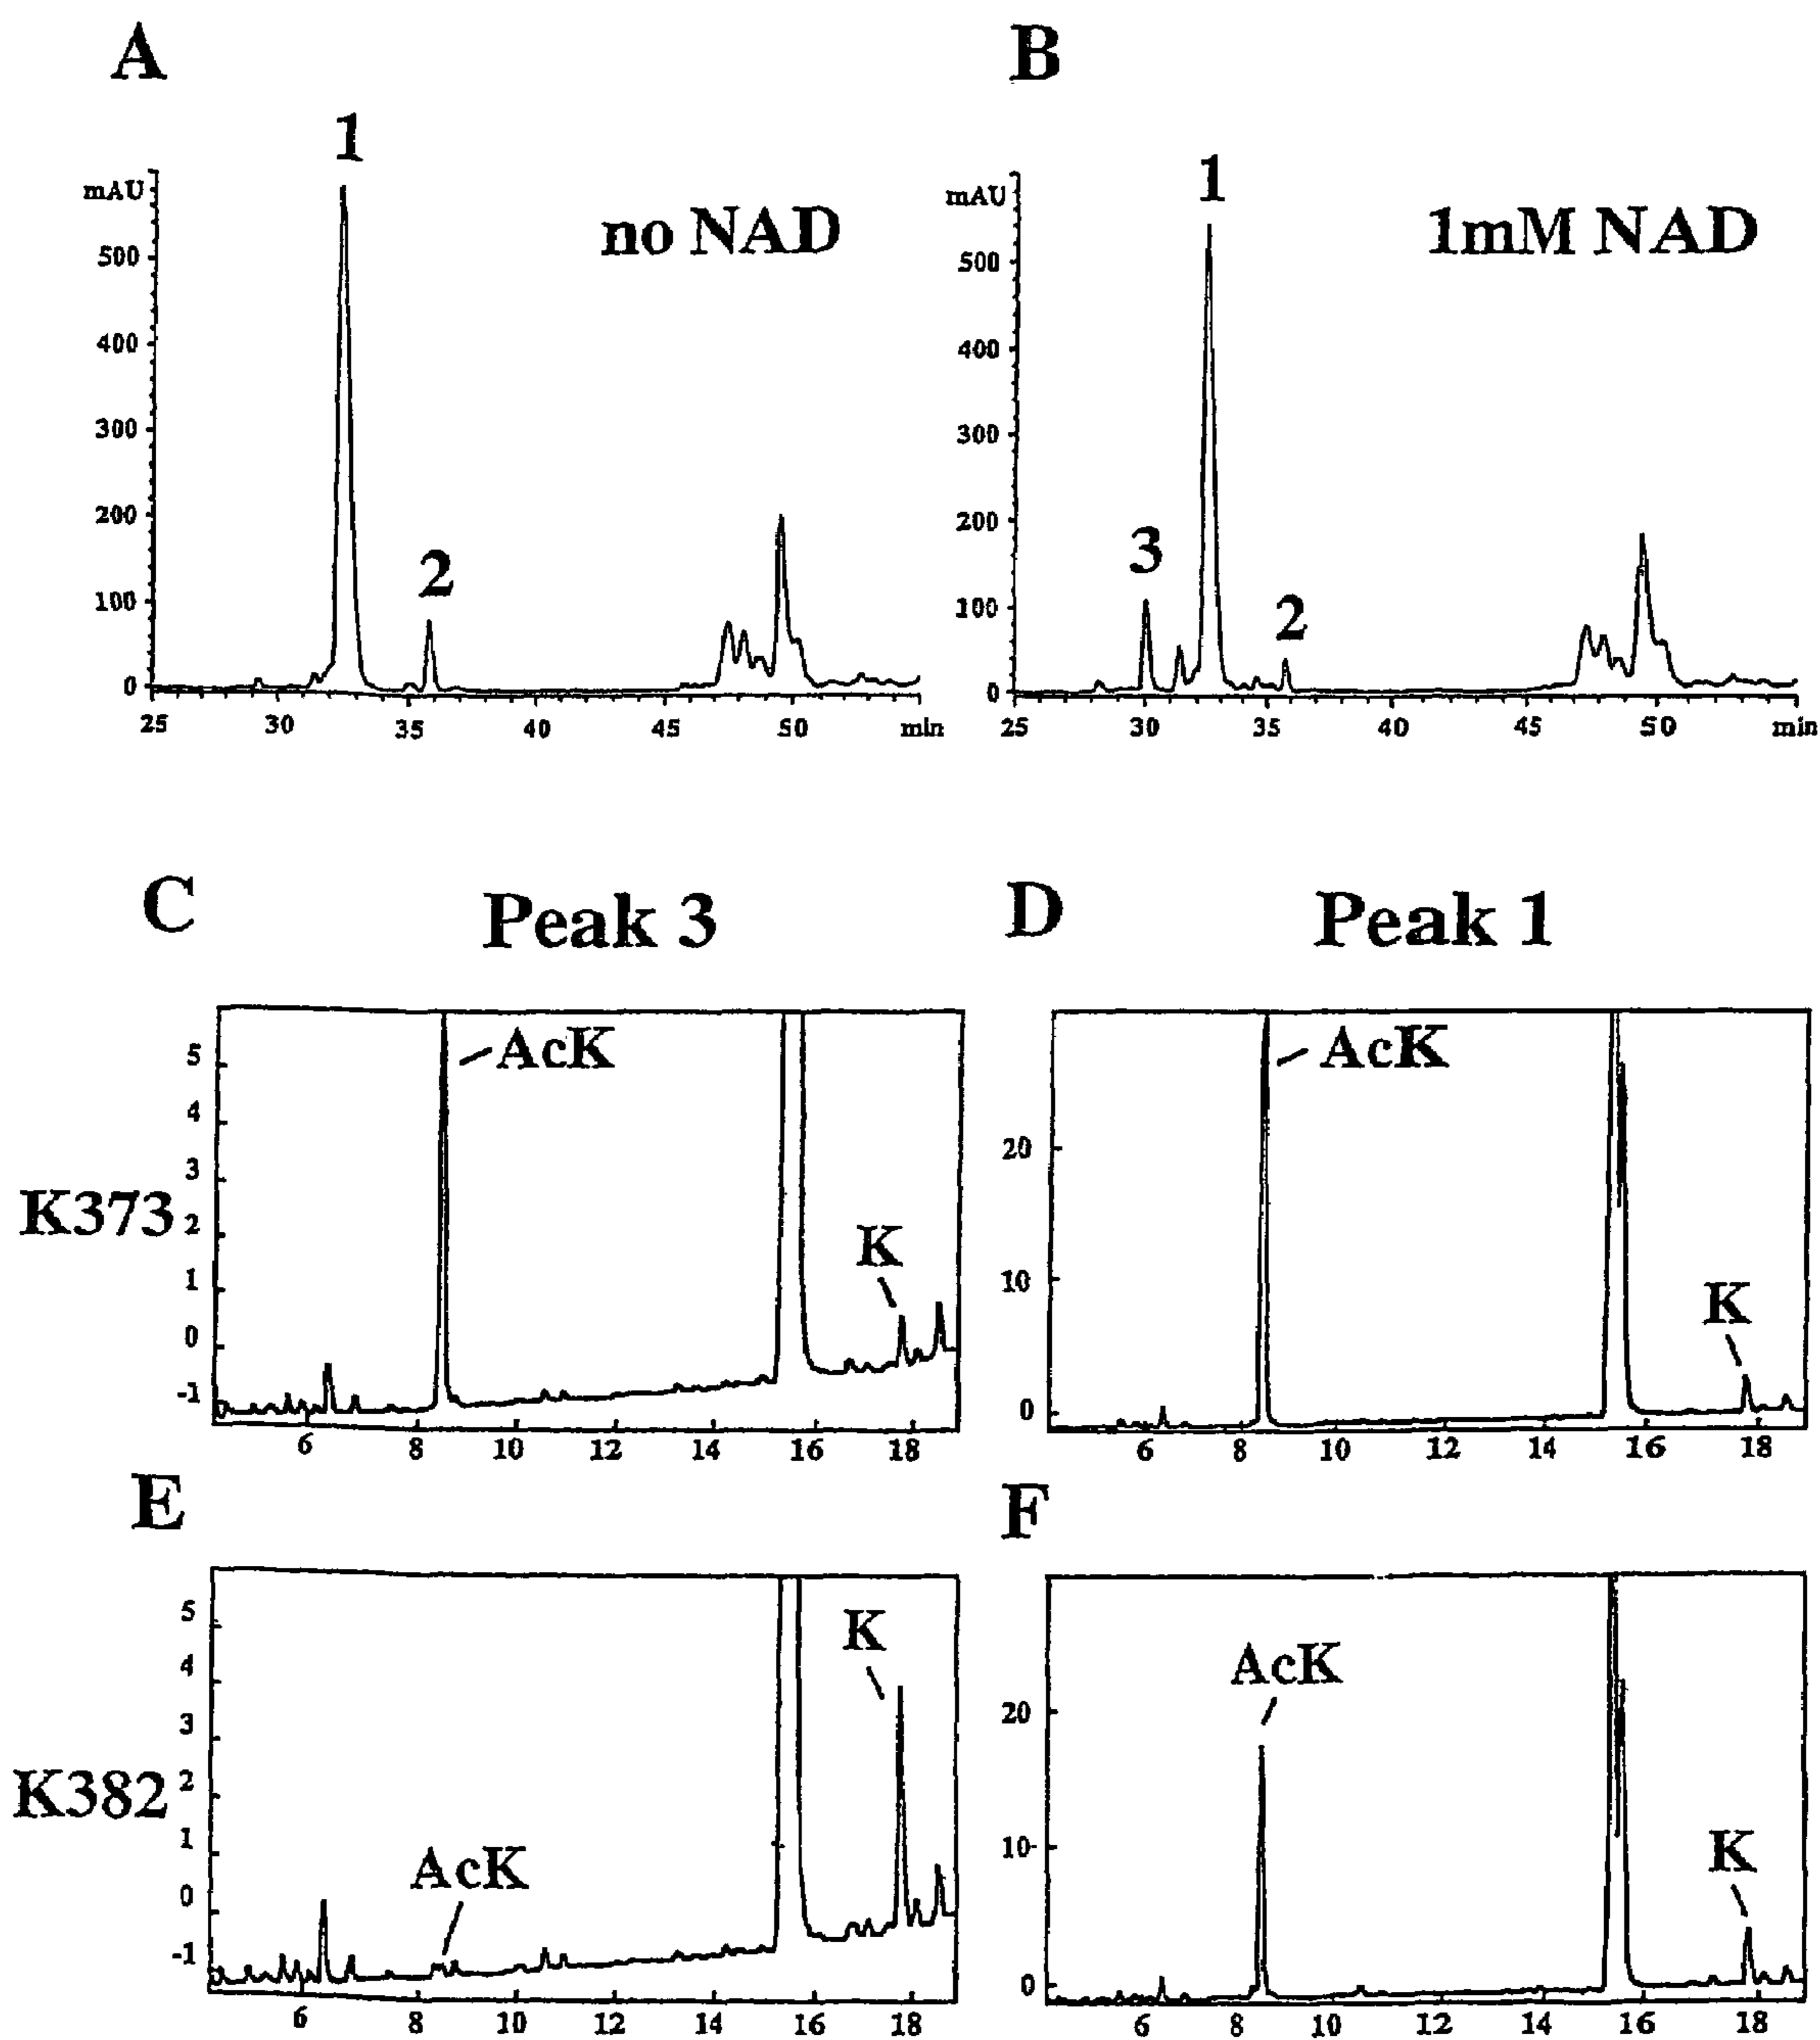 A
B
1
mAU
500
400
300
200
100
0
no NAD
2
25 30 35 40 45 50 min
1
mAU
500
400
300
200
100
0
1mM NAD
3
2
25 30 35 40 45 50 min
C
Peak 3
D
Peak 1
K373
5
4
3
2
1
0
-1
AcK
K
6 8 10 12 14 16 18
20
10
0
AcK
K
6 8 10 12 14 16 18
E
F
K382
5
4
3
2
1
0
-1
AcK
K
6 8 10 12 14 16 18
20
10
0
AcK
K
6 8 10 12 14 16 18